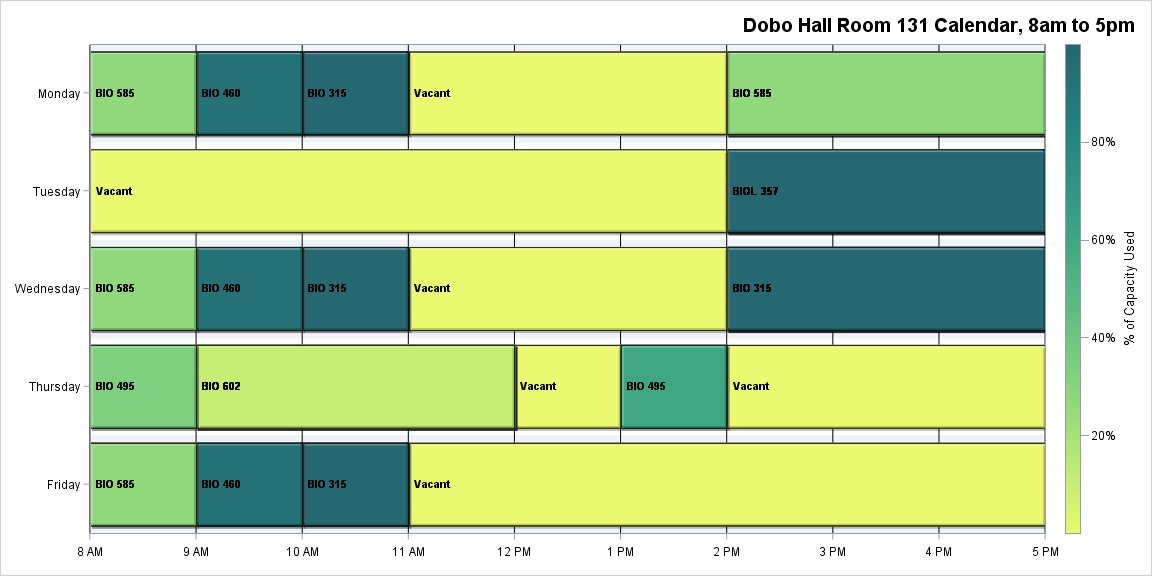 Dobo Hall Room 131 Calendar, 8am to 5pm
Monday
BIO 585
BIO 460
BIO 315
Vacant
BIO 585
Tuesday
Vacant
BIOL 357
Wednesday
BIO 585
BIO 460
BIO 315
Vacant
BIO 315
Thursday
BIO 495
BIO 602
Vacant
BIO 495
Vacant
Friday
BIO 585
BIO 460
BIO 315
Vacant
8 AM
9 AM
10 AM
11 AM
12 PM
1 PM
2 PM
3 PM
4 PM
5 PM
80%
60%
40%
20%
% of Capacity Used